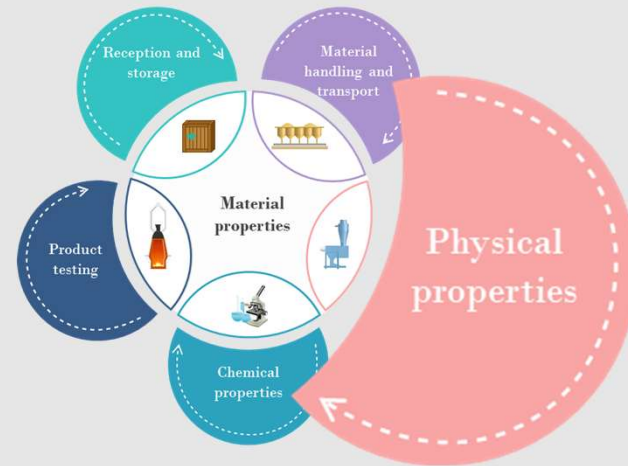 Reception and
storage
Material
handling and
transport
Material
properties
Physical
properties
Product
testing
Chemical
properties